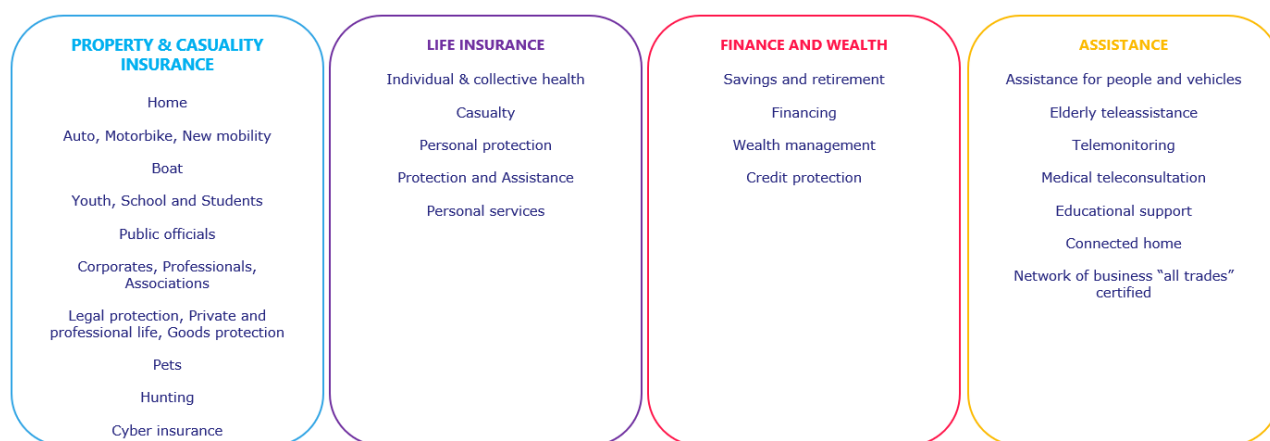 PROPERTY & CASUALITY
INSURANCE
Home
Auto, Motorbike, New mobility
Boat
Youth, School and Students
Public officials
Corporates, Professionals,
Associations
Legal protection, Private and
professional life, Goods protection
Pets
Hunting
Cyber insurance
LIFE INSURANCE
Individual & collective health
Casualty
Personal protection
Protection and Assistance
Personal services
FINANCE AND WEALTH
Savings and retirement
Financing
Wealth management
Credit protection
ASSISTANCE
Assistance for people and vehicles
Elderly teleassistance
Telemonitoring
Medical teleconsultation
Educational support
Connected home
Network of business “all trades”
certified